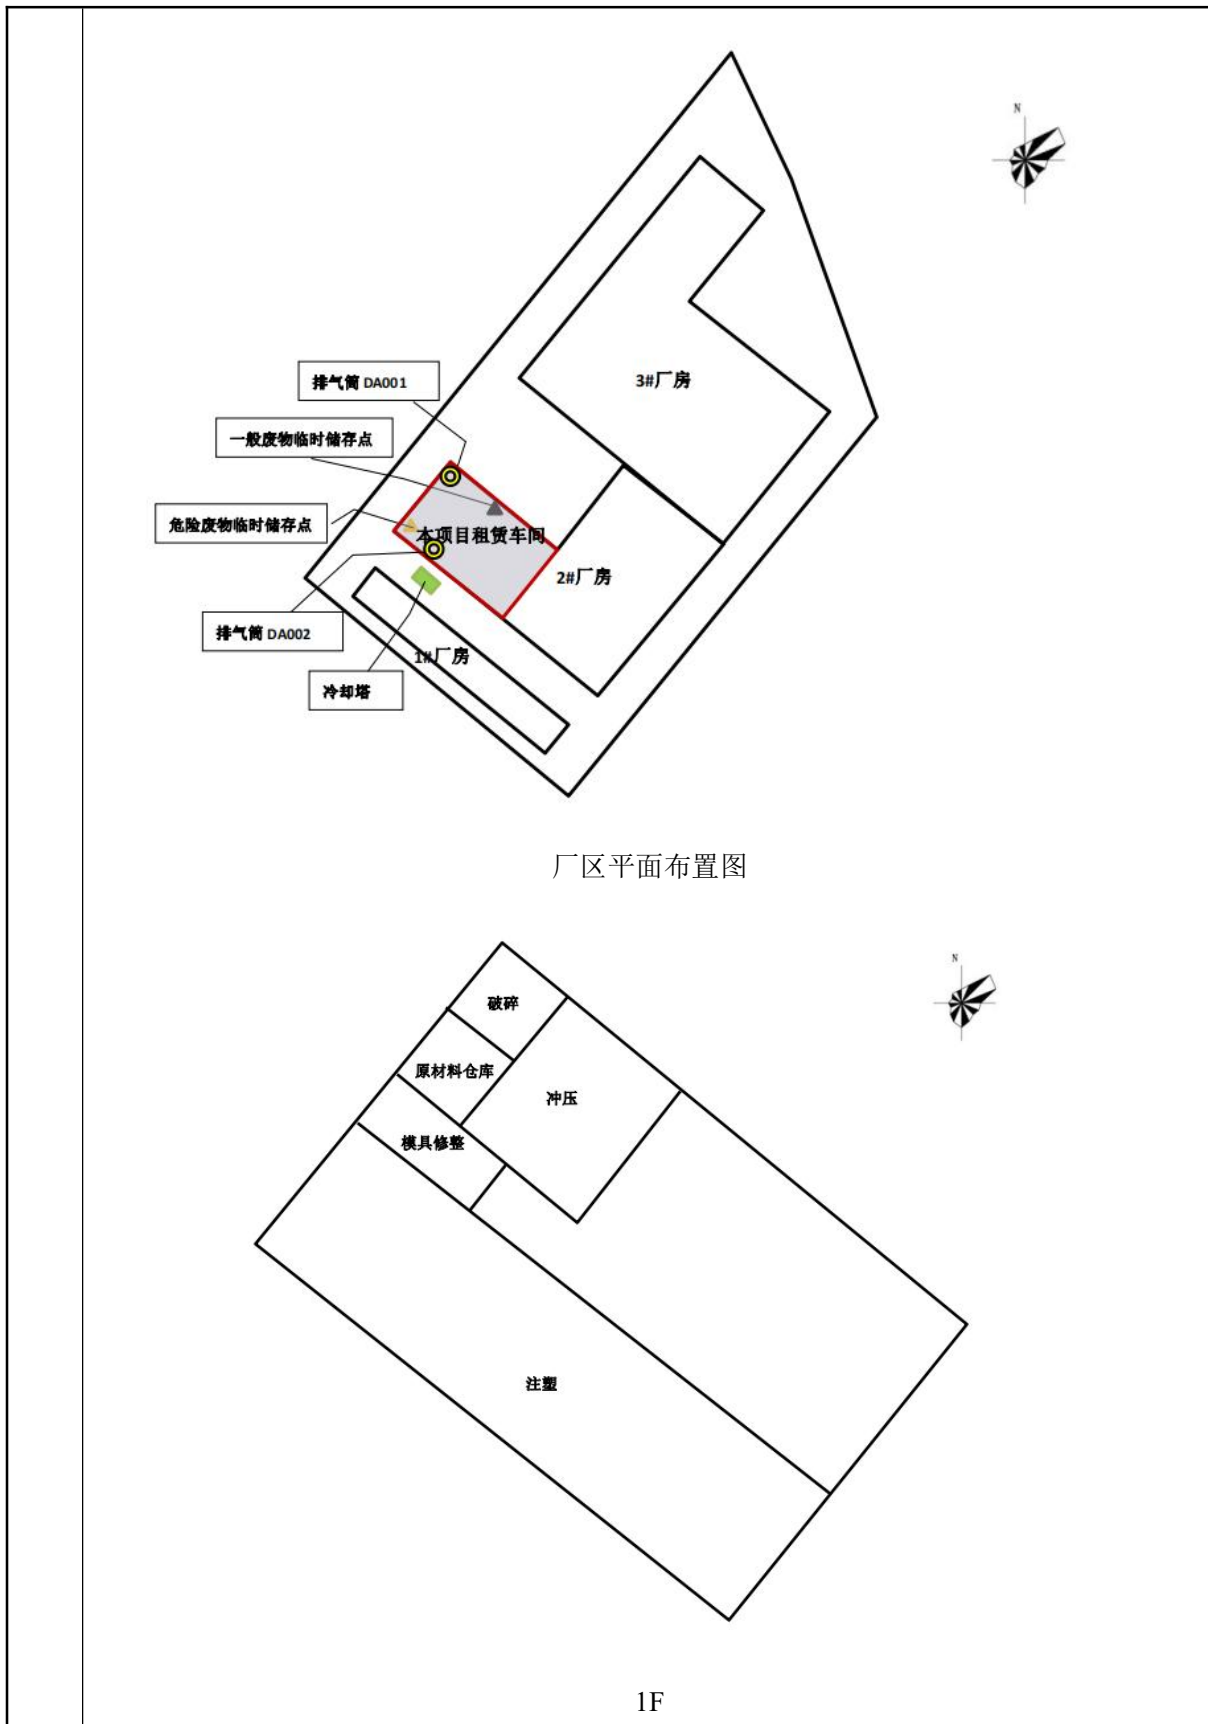 N
3#厂房
排气筒 DA001
一般废物临时储存点
危险废物临时储存点
本项目租赁车间
2#厂房
排气筒 DA002
1#厂房
冷却塔
厂区平面布置图
N
破碎
原材料仓库
冲压
模具修整
注塑
1F